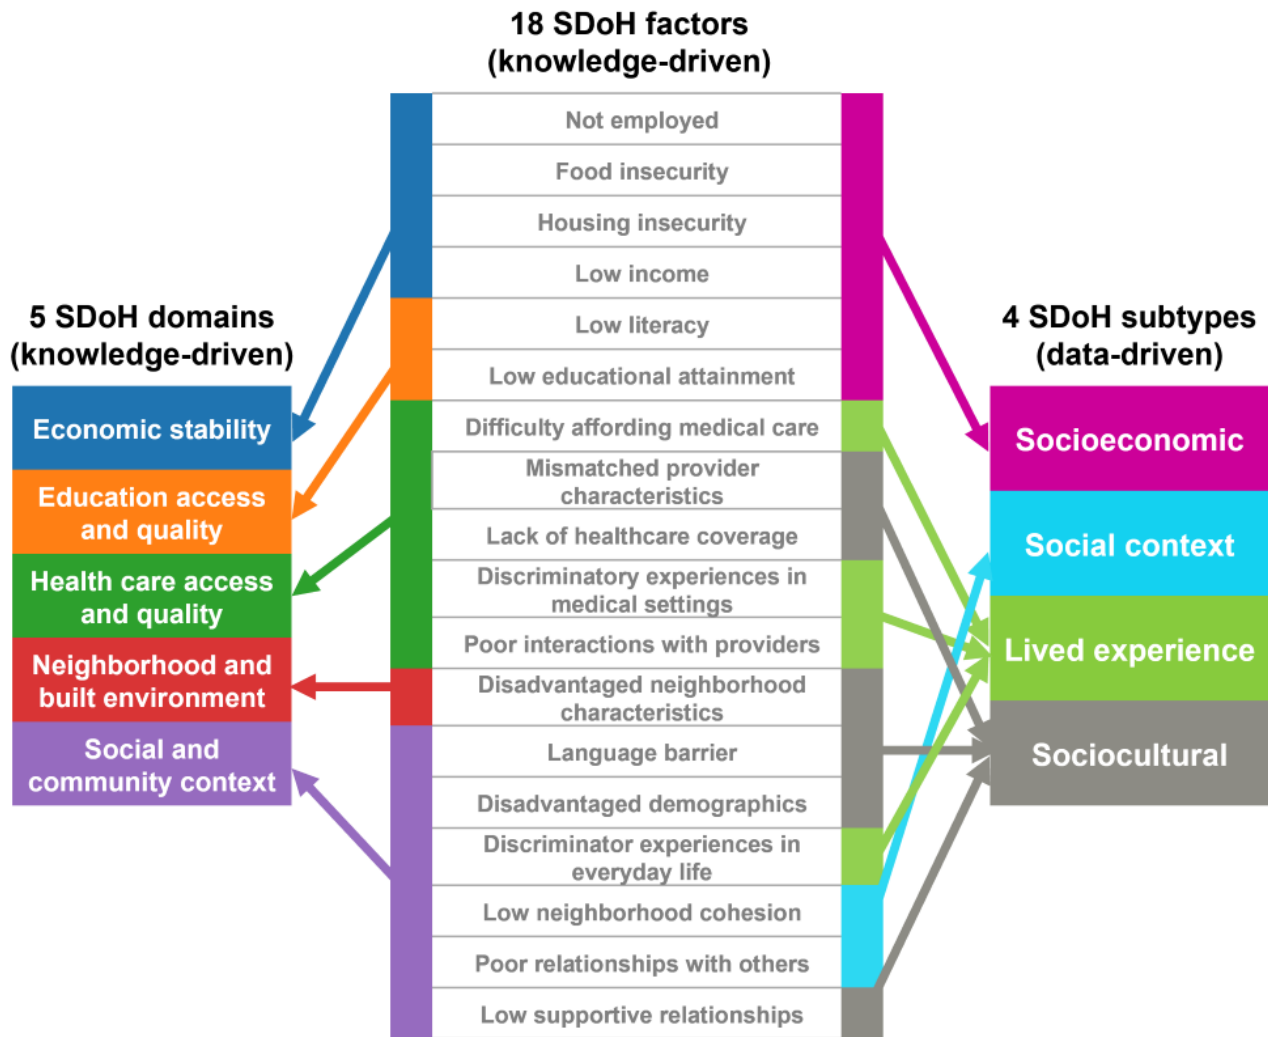 18 SDoH factors
(knowledge-driven)
Not employed
Food insecurity
Housing insecurity
Low income
Low literacy
Low educational attainment
Difficulty affording medical care
Mismatched provider
characteristics
Lack of healthcare coverage
Discriminatory experiences in
medical settings
Poor interactions with providers
Disadvantaged neighborhood
characteristics
Language barrier
Disadvantaged demographics
Discriminator experiences in
everyday life
Low neighborhood cohesion
Poor relationships with others
Low supportive relationships
5 SDoH domains
(knowledge-driven)
Economic stability
Education access
and quality
Health care access
and quality
Neighborhood and
built environment
Social and
community context
4 SDoH subtypes
(data-driven)
Socioeconomic
Social context
Lived experience
Sociocultural